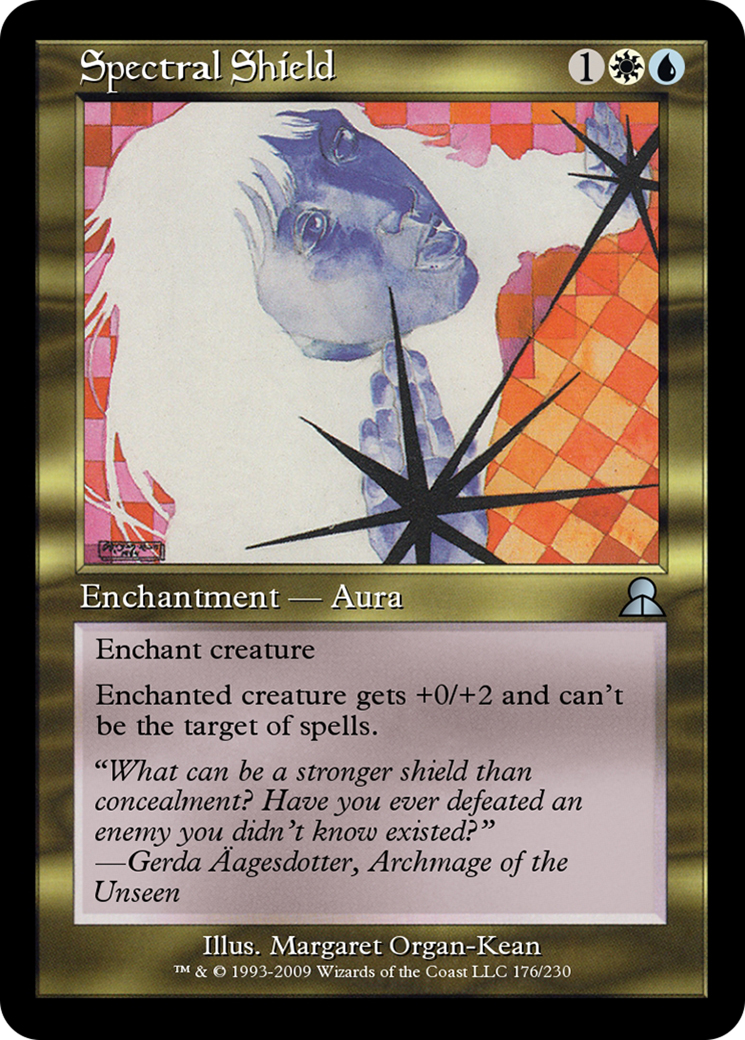 Spectral Shield 1
Enchantment — Aura
Enchant creature
Enchanted creature gets +0/+2 and can't
be the target of spells.
“What can be a stronger shield than
concealment? Have you ever defeated an
enemy you didn't know existed?”
—Gerda Äagesdotter, Archmage of the
Unseen
Illus. Margaret Organ-Kean
™ & © 1993-2009 Wizards of the Coast LLC 176/230